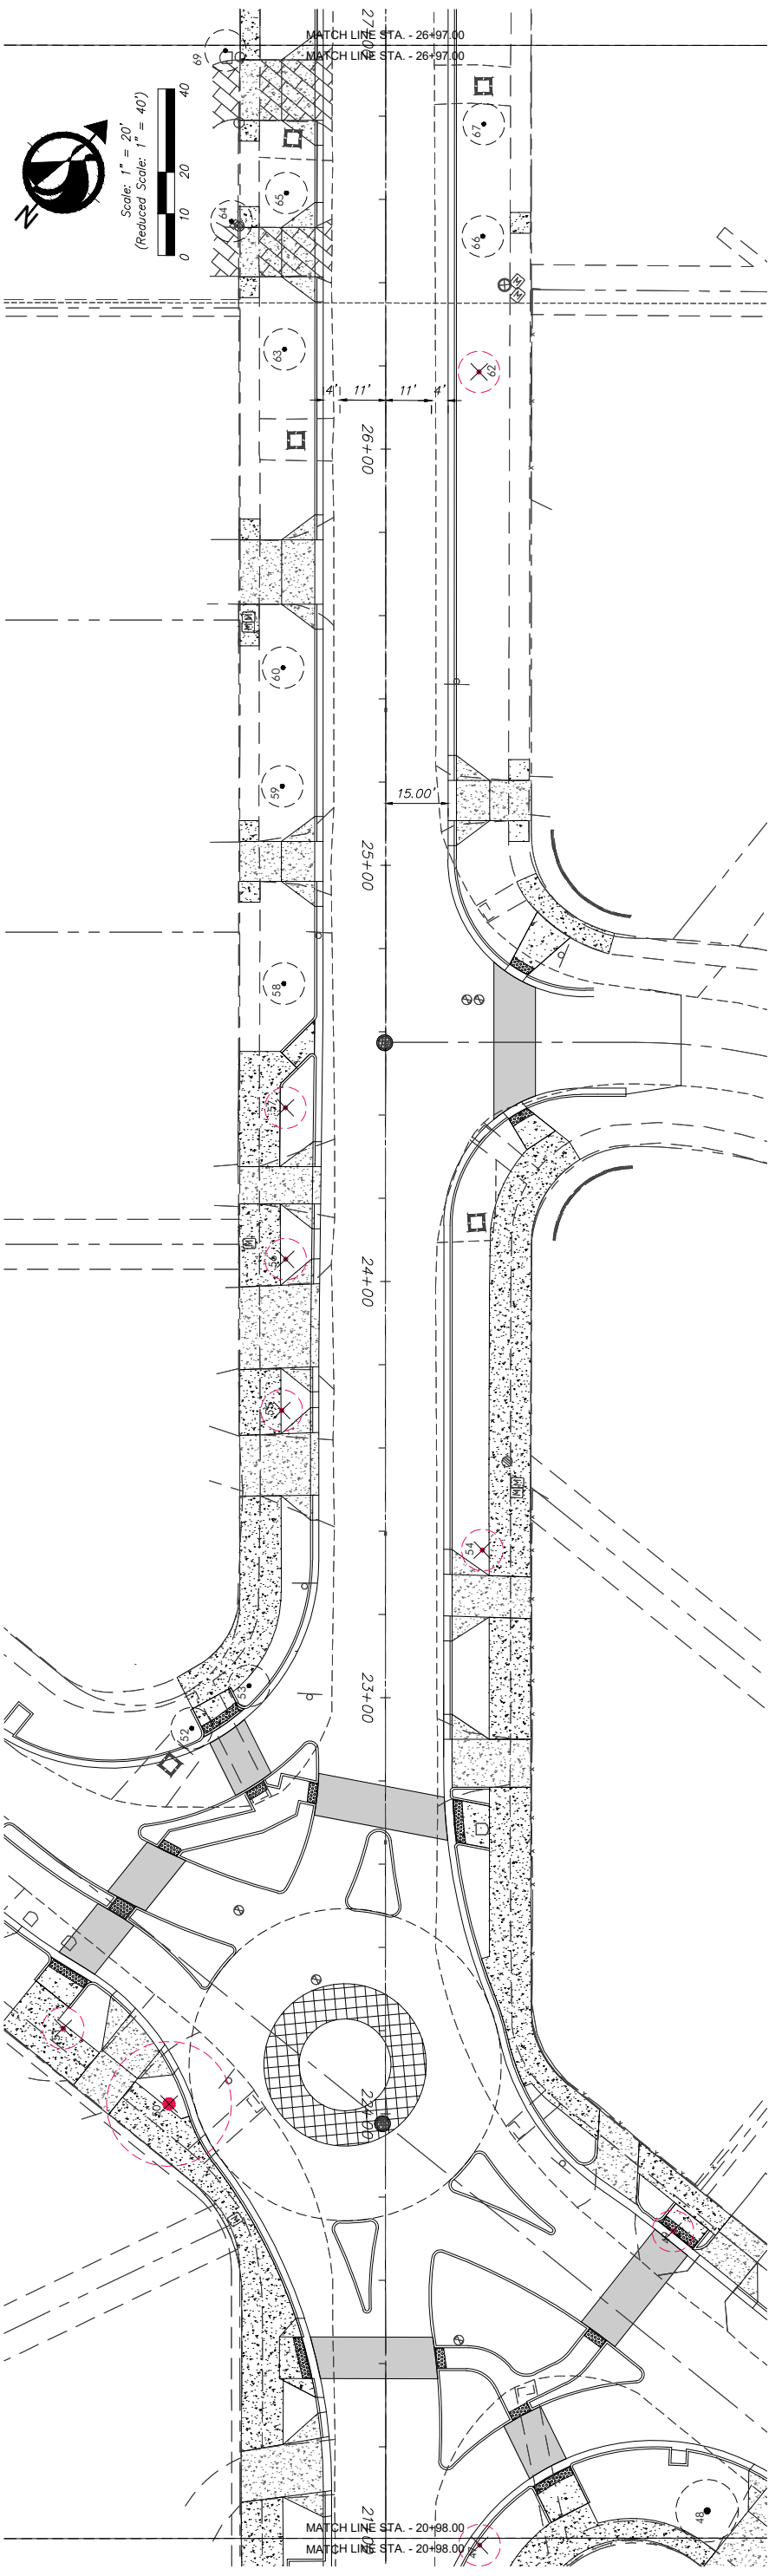 MATCH LINE STA. - 26+97.00
MATCH LINE STA. - 26+97.00
N
Scale: 1" = 20'
(Reduced Scale: 1" = 40')
0 10 20 40
69
67
65
64
66
63
62
4' 11' 11' 4'
26+00
60
59
15.00'
25+00
58
57
56
24+00
55
54
53
52
23+00
22+00
48
MATCH LINE STA. - 20+98.00
MATCH LINE STA. - 20+98.00